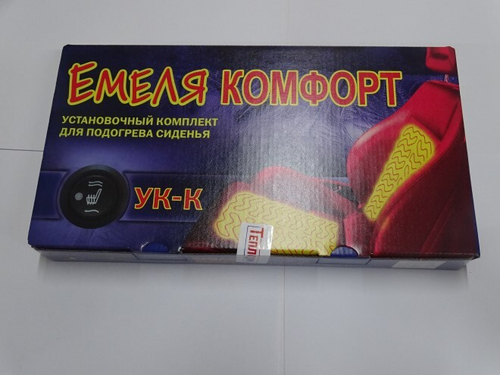 ЕМЕЛЯ КОМФОРТ
УСТАНОВОЧНЫЙ КОМПЛЕКТ
ДЛЯ ПОДОГРЕВА СИДЕНЬЯ
УК-К